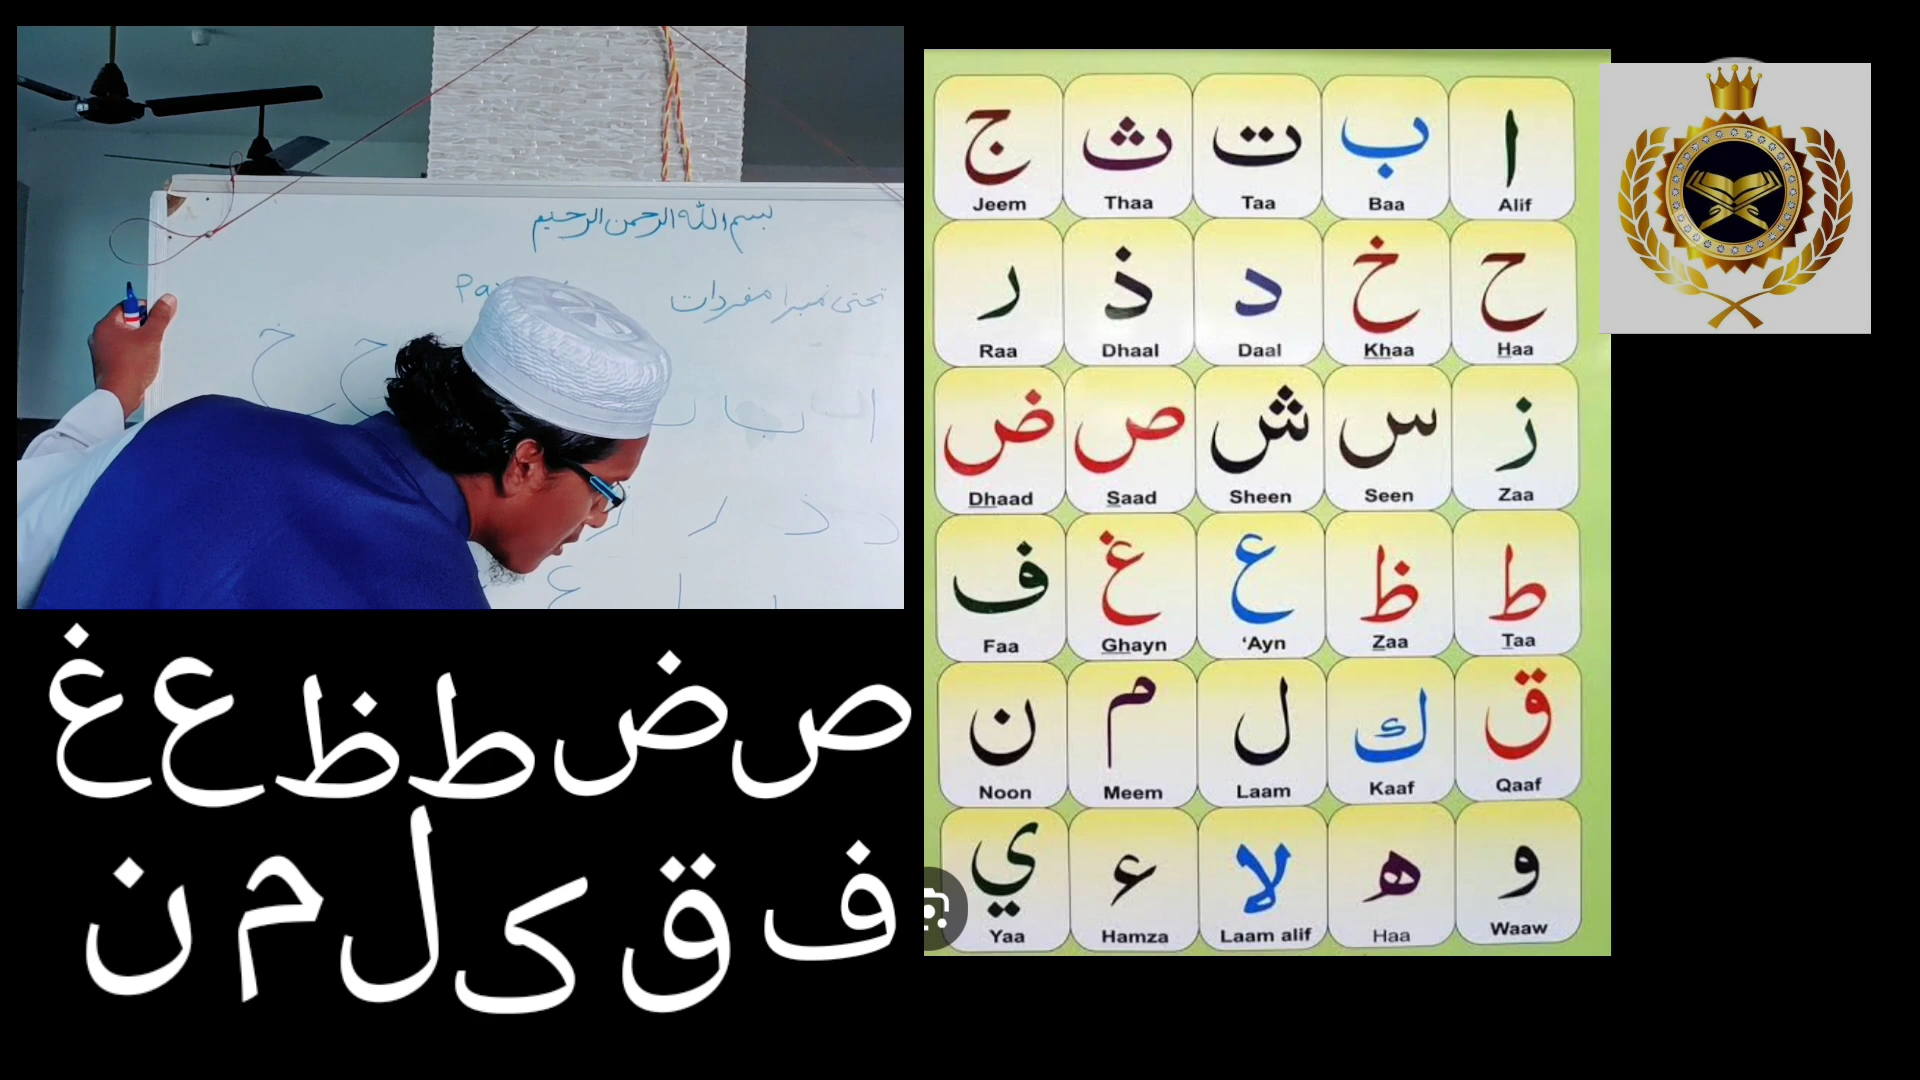 بسم الله الرحمن الرحيم
تختی نمبر ا مفردات
خ ح
ا ب
د ذ ر
ع
ص ض ط ظ ع غ
ف ق ک ل م ن
ا ب ت ث ج
Alif Baa Taa Thaa Jeem
ح خ د ذ ر
Haa Khaa Daal Dhaal Raa
ز س ش ص ض
Zaa Seen Sheen Saad Dhaad
ط ظ ع غ ف
Taa Zaa ‘Ayn Ghayn Faa
ق ك ل م ن
Qaaf Kaaf Laam Meem Noon
و ه لا ء ي
Waaw Haa Laam alif Hamza Yaa